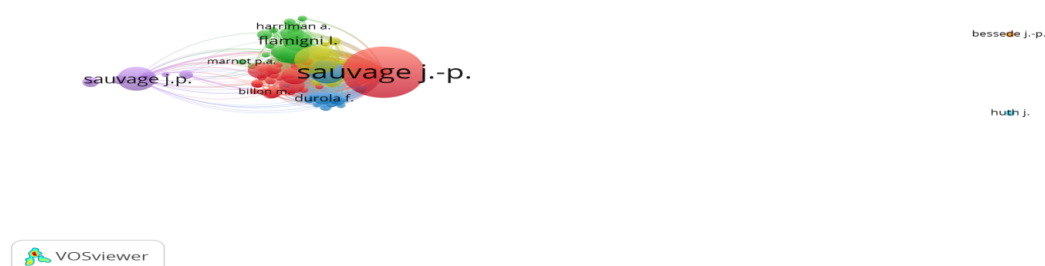 harriman a.
flamigni l.
marnot p.a.
sauvage j.-p.
sauvage j.p.
billon m.
durola f.
bessede j.-p.
huth j.
VOSviewer